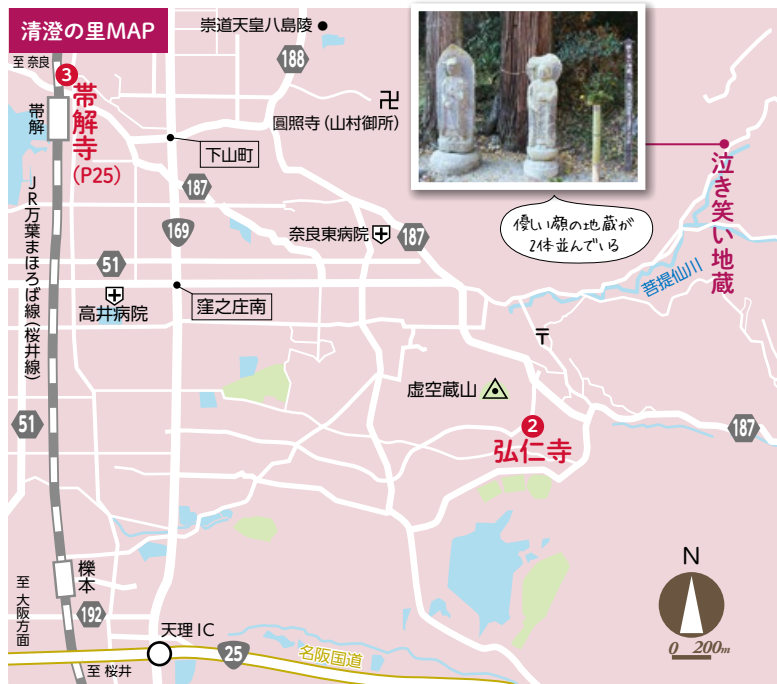 清澄の里MAP
崇道天皇八島陵
至 奈良
188
3
帯解
帯解寺
(P25)
圓照寺(山村御所)
下山町
187
169
奈良東病院
187
優しい顔の地蔵が
2体並んでいる
泣き笑い地蔵
菩提仙川
JR万葉まほろば線(桜井線)
51
高井病院
窪之庄南
虚空蔵山
2
弘仁寺
187
51
櫟本
192
至 大阪方面
天理IC
25
名阪国道
至 桜井
N
0 200m